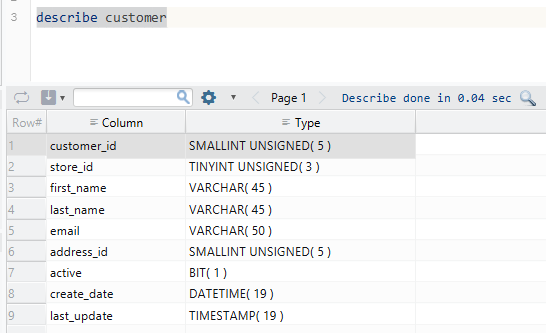 3 describe customer
Page 1 Describe done in 0.04 sec
Row# Column Type
1 customer_id SMALLINT UNSIGNED( 5 )
2 store_id TINYINT UNSIGNED( 3 )
3 first_name VARCHAR( 45 )
4 last_name VARCHAR( 45 )
5 email VARCHAR( 50 )
6 address_id SMALLINT UNSIGNED( 5 )
7 active BIT( 1 )
8 create_date DATETIME( 19 )
9 last_update TIMESTAMP( 19 )